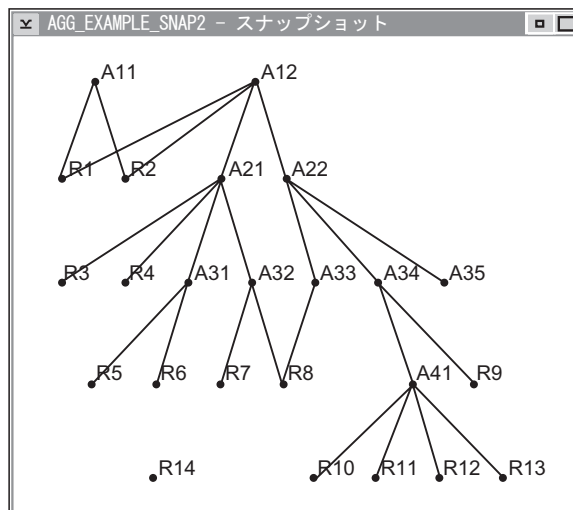 AGG_EXAMPLE_SNAP2 - スナップショット
A11 A12
R1 R2 A21 A22
R3 R4 A31 A32 A33 A34 A35
R5 R6 R7 R8 A41 R9
R14 R10 R11 R12 R13